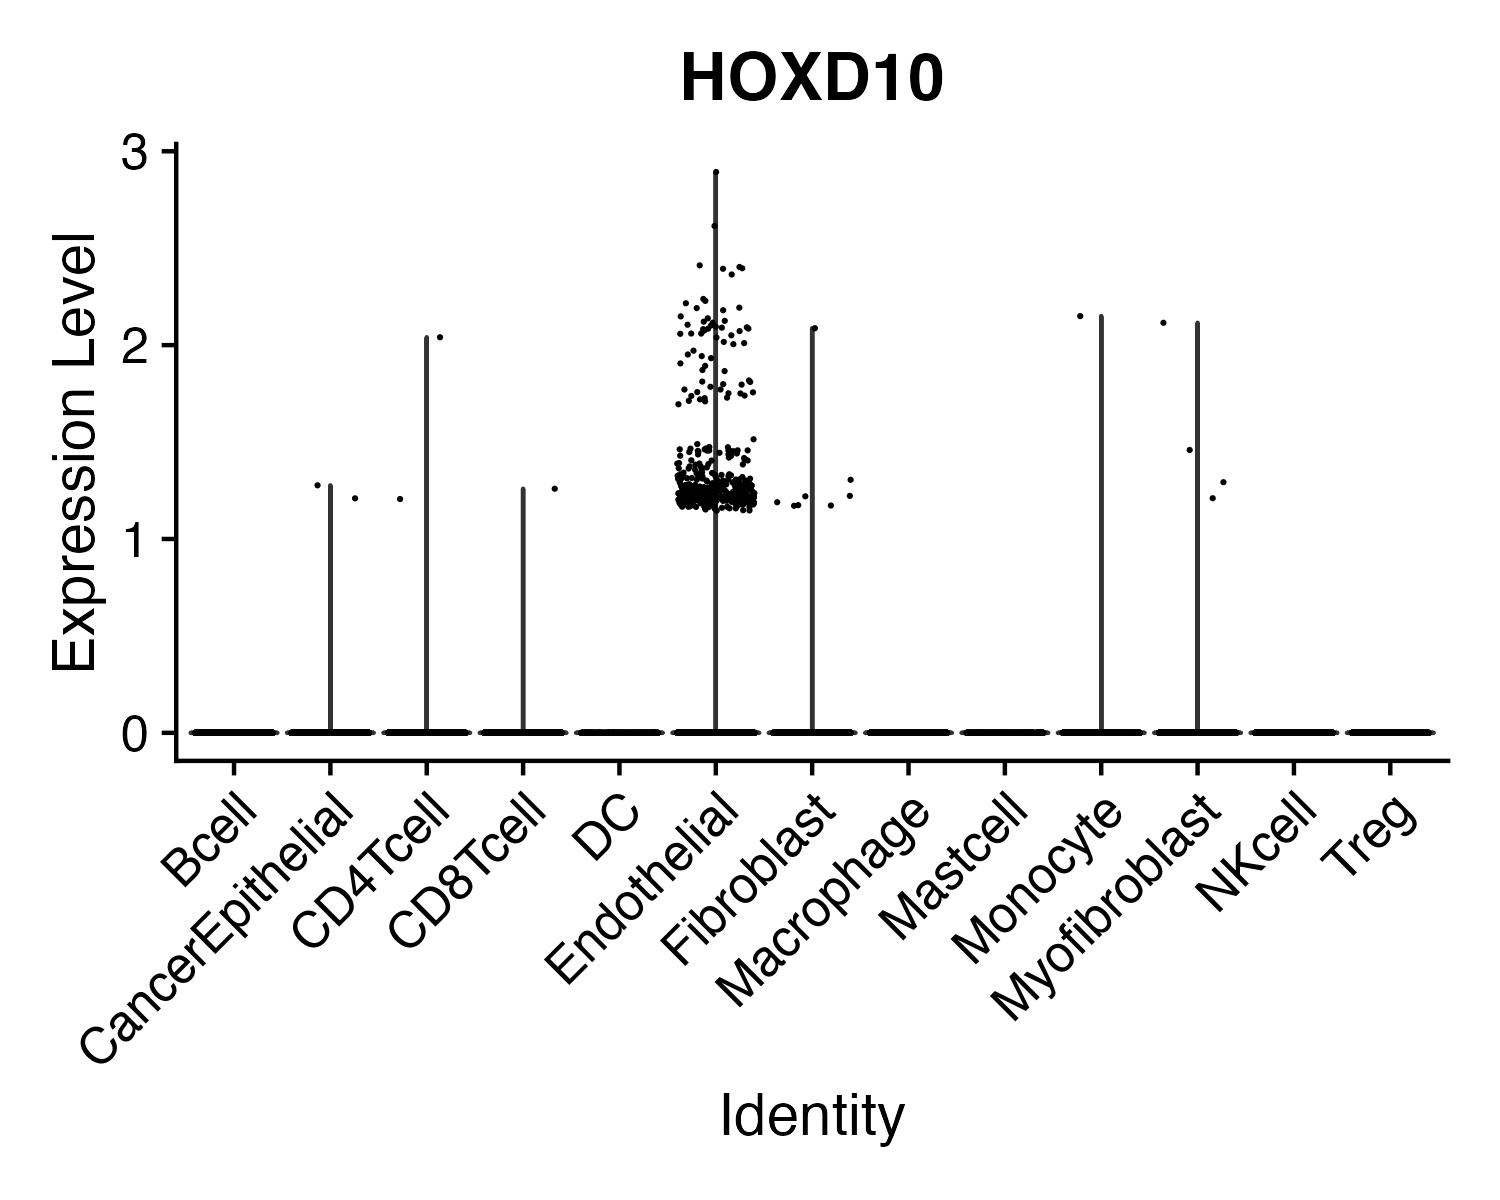 HOXD10
3
2
1
0
Expression Level
Bcell
CancerEpithelial
CD4Tcell
CD8Tcell
DC
Endothelial
Fibroblast
Macrophage
Mastcell
Monocyte
Myofibroblast
NKcell
Treg
Identity